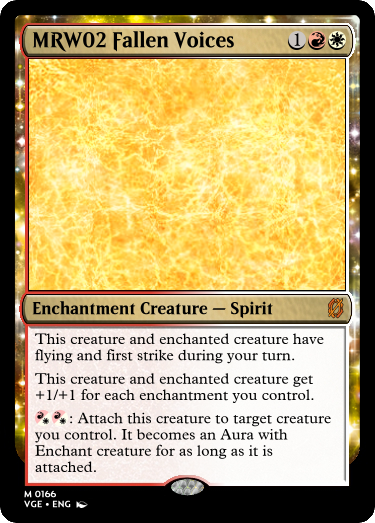 MRW02 Fallen Voices 1
Enchantment Creature — Spirit
This creature and enchanted creature have
flying and first strike during your turn.
This creature and enchanted creature get
+1/+1 for each enchantment you control.
: Attach this creature to target creature
you control. It becomes an Aura with
Enchant creature for as long as it is
attached.
M 0166
VGE • ENG